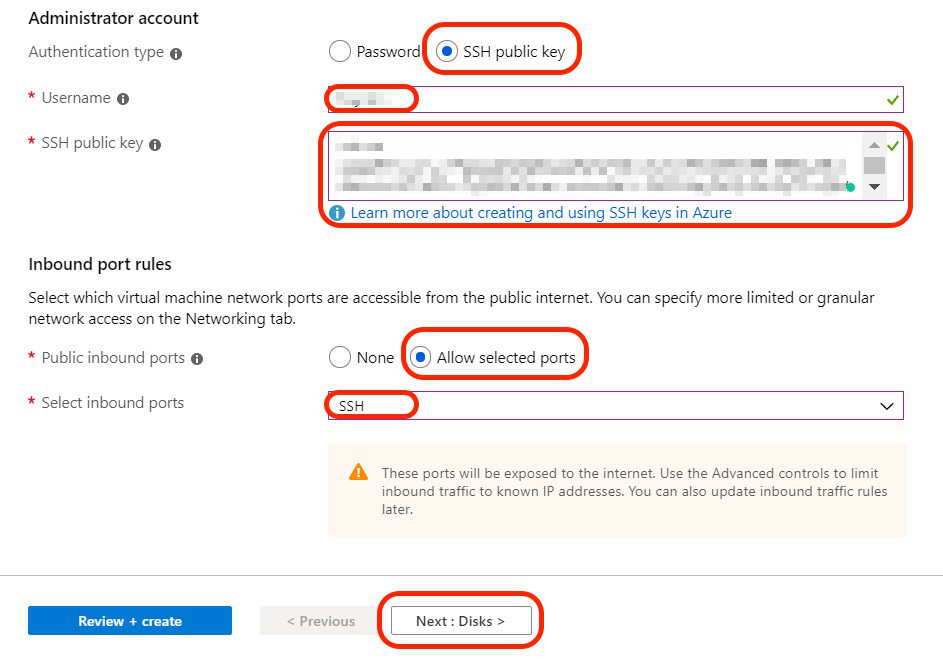 Administrator account
Authentication type
Password
SSH public key
* Username
* SSH public key
Learn more about creating and using SSH keys in Azure
Inbound port rules
Select which virtual machine network ports are accessible from the public internet. You can specify more limited or granular
network access on the Networking tab.
* Public inbound ports
None
Allow selected ports
* Select inbound ports
SSH
These ports will be exposed to the internet. Use the Advanced controls to limit
inbound traffic to known IP addresses. You can also update inbound traffic rules
later.
Review + create
< Previous
Next : Disks >